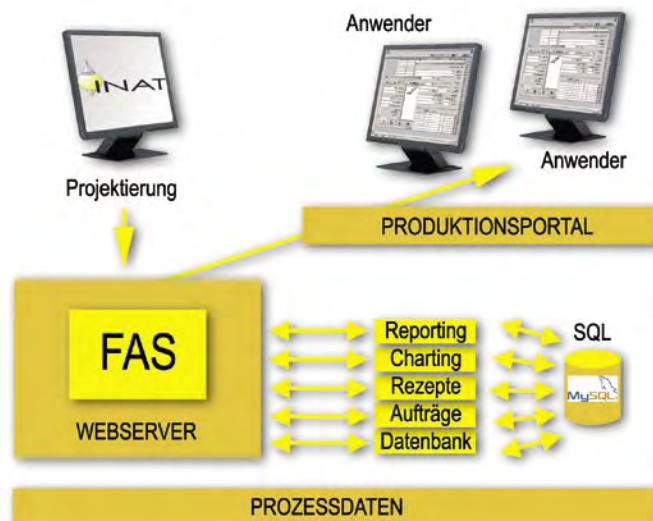 Anwender
INAT
Projektierung
Anwender
PRODUKTIONSPORTAL
FAS
WEBSERVER
Reporting
Charting
Rezepte
Aufträge
Datenbank
SQL
MySQL
PROZESSDATEN